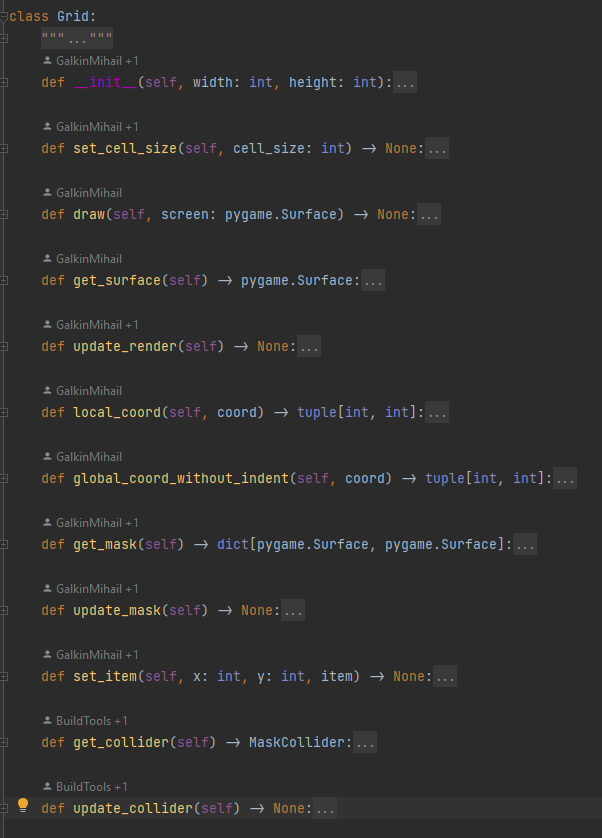 class Grid:
"""..."""
GalkinMihail +1
def __init__(self, width: int, height: int):...
GalkinMihail +1
def set_cell_size(self, cell_size: int) -> None:...
GalkinMihail
def draw(self, screen: pygame.Surface) -> None:...
GalkinMihail
def get_surface(self) -> pygame.Surface:...
GalkinMihail +1
def update_render(self) -> None:...
GalkinMihail
def local_coord(self, coord) -> tuple[int, int]:...
GalkinMihail
def global_coord_without_indent(self, coord) -> tuple[int, int]:...
GalkinMihail +1
def get_mask(self) -> dict[pygame.Surface, pygame.Surface]:...
GalkinMihail +1
def update_mask(self) -> None:...
GalkinMihail +1
def set_item(self, x: int, y: int, item) -> None:...
BuildTools +1
def get_collider(self) -> MaskCollider:...
BuildTools +1
def update_collider(self) -> None:...